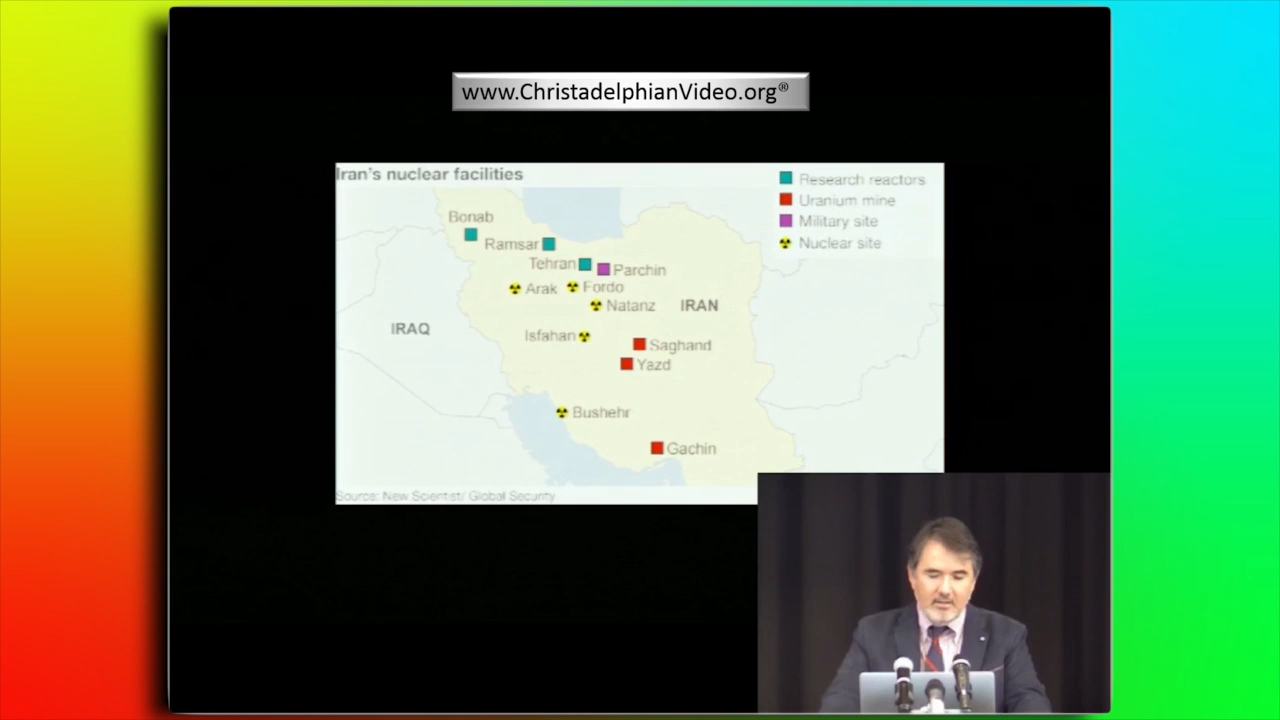 www.ChristadelphianVideo.org®
Iran's nuclear facilities
Research reactors
Uranium mine
Military site
Nuclear site
Bonab
Ramsar
Tehran
Parchin
Arak
Fordo
Natanz
IRAN
IRAQ
Isfahan
Saghand
Yazd
Bushehr
Gachin
Source: New Scientist/ Global Security